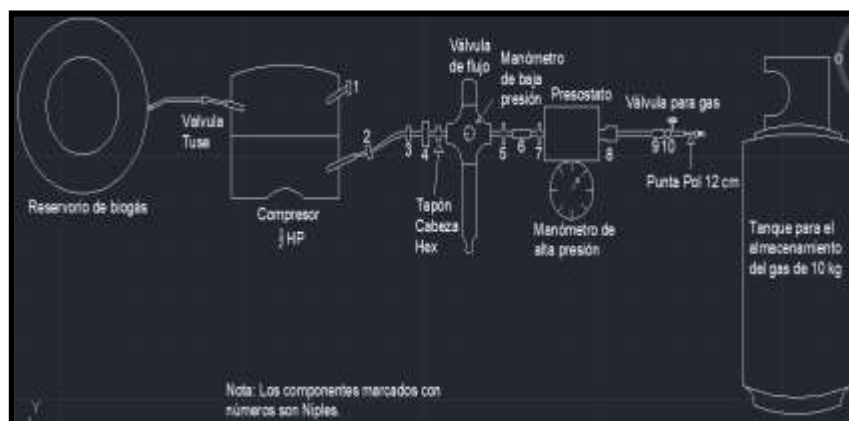 Reservorio de biogás
Valvula
Tusa
1
Compresor
HP
2
3
4
Tapón
Cabeza
Hex
Válvula
de flujo
Manómetro
de baja
presión
5
6
7
Presostato
Manómetro de
alta presión
8
Válvula para gas
9 10
Punta Pol 12 cm
Tanque para el
almacenamiento
del gas de 10 kg
Nota: Los componentes marcados con
números son Niples.
Y